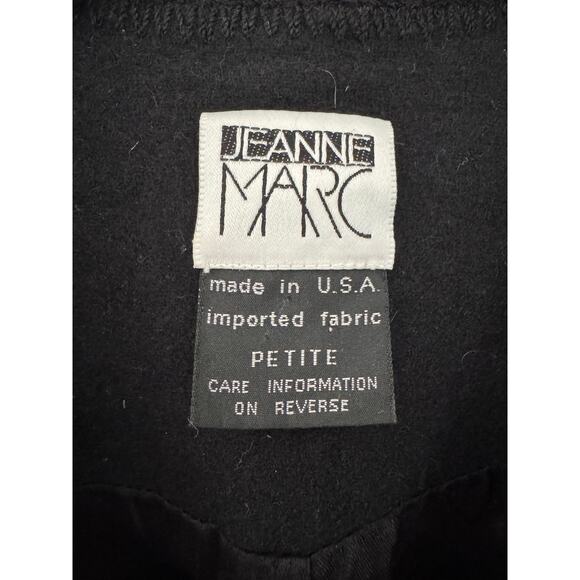 JEANNE
MARC
made in U.S.A.
imported fabric
PETITE
CARE INFORMATION
ON REVERSE